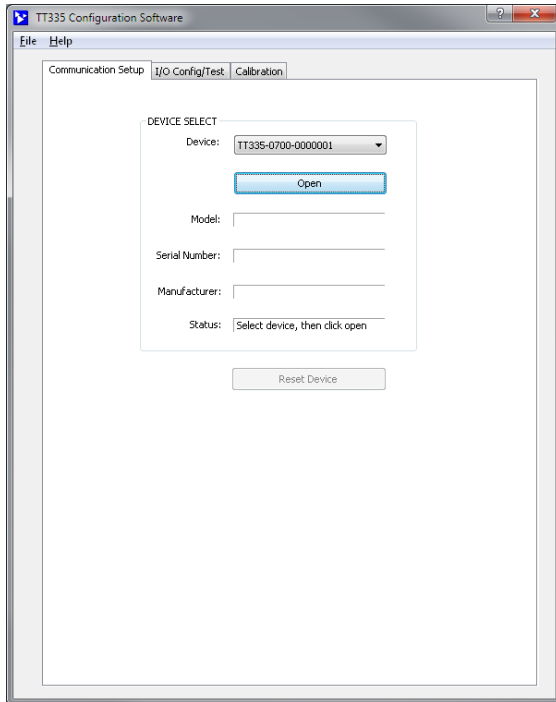 TT335 Configuration Software
File Help
Communication Setup I/O Config/Test Calibration
DEVICE SELECT
Device: TT335-0700-0000001
Open
Model:
Serial Number:
Manufacturer:
Status: Select device, then click open
Reset Device